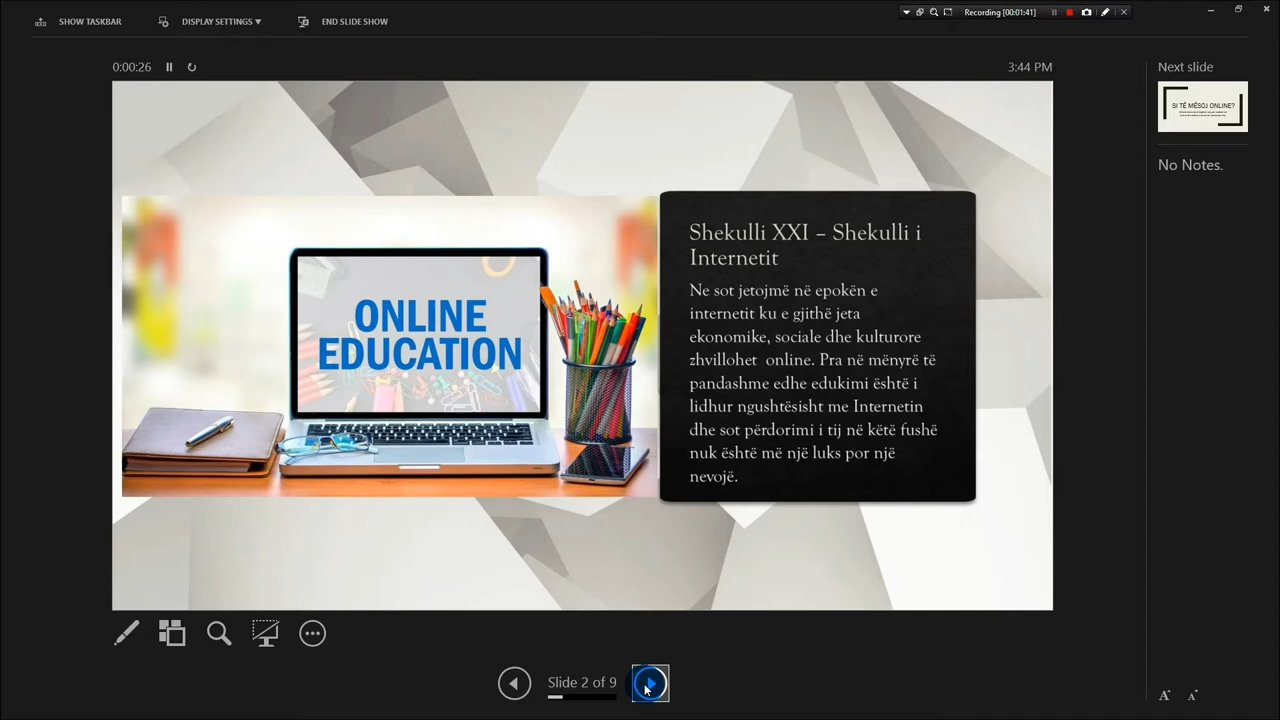 SHOW TASKBAR
DISPLAY SETTINGS
END SLIDE SHOW
Recording [00:01:41]
0:00:26
3:44 PM
Next slide
SI TË MËSOJ ONLINE?
No Notes.
ONLINE
EDUCATION
Shekulli XXI – Shekulli i
Internetit
Ne sot jetojmë në epokën e
internetit ku e gjithë jeta
ekonomike, sociale dhe kulturore
zhvillohet online. Pra në mënyrë të
pandashme edhe edukimi është i
lidhur ngushtësisht me Internetin
dhe sot përdorimi i tij në këtë fushë
nuk është më një luks por një
nevojë.
Slide 2 of 9
A A